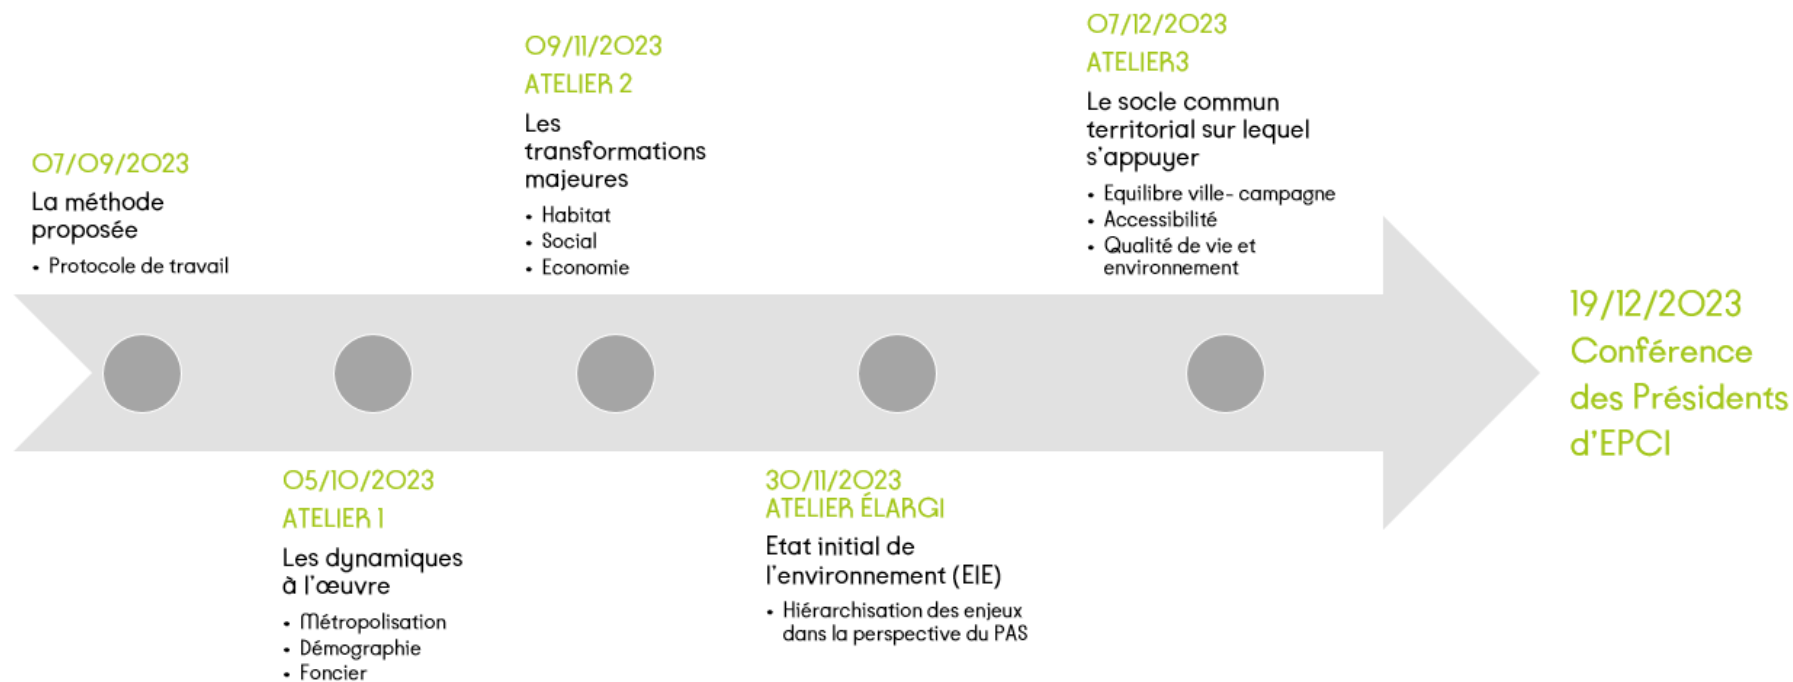 07/09/2023
La méthode
proposée
• Protocole de travail
05/10/2023
ATELIER 1
Les dynamiques
à l'œuvre
• Métropolisation
• Démographie
• Foncier
09/11/2023
ATELIER 2
Les
transformations
majeures
• Habitat
• Social
• Economie
30/11/2023
ATELIER ÉLARGI
Etat initial de
l'environnement (EIE)
• Hiérarchisation des enjeux
dans la perspective du PAS
07/12/2023
ATELIER3
Le socle commun
territorial sur lequel
s'appuyer
• Equilibre ville- campagne
• Accessibilité
• Qualité de vie et
environnement
19/12/2023
Conférence
des Présidents
d'EPCI